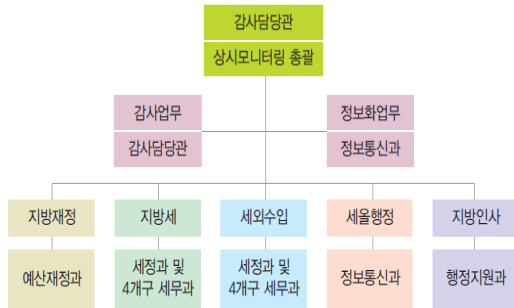 감사담당관
상시모니터링 총괄
감사업무
감사담당관
정보화업무
정보통신과
지방재정
지방세
세외수입
세올행정
지방인사
예산재정과
세정과 및
4개구 세무과
세정과 및
4개구 세무과
정보통신과
행정지원과